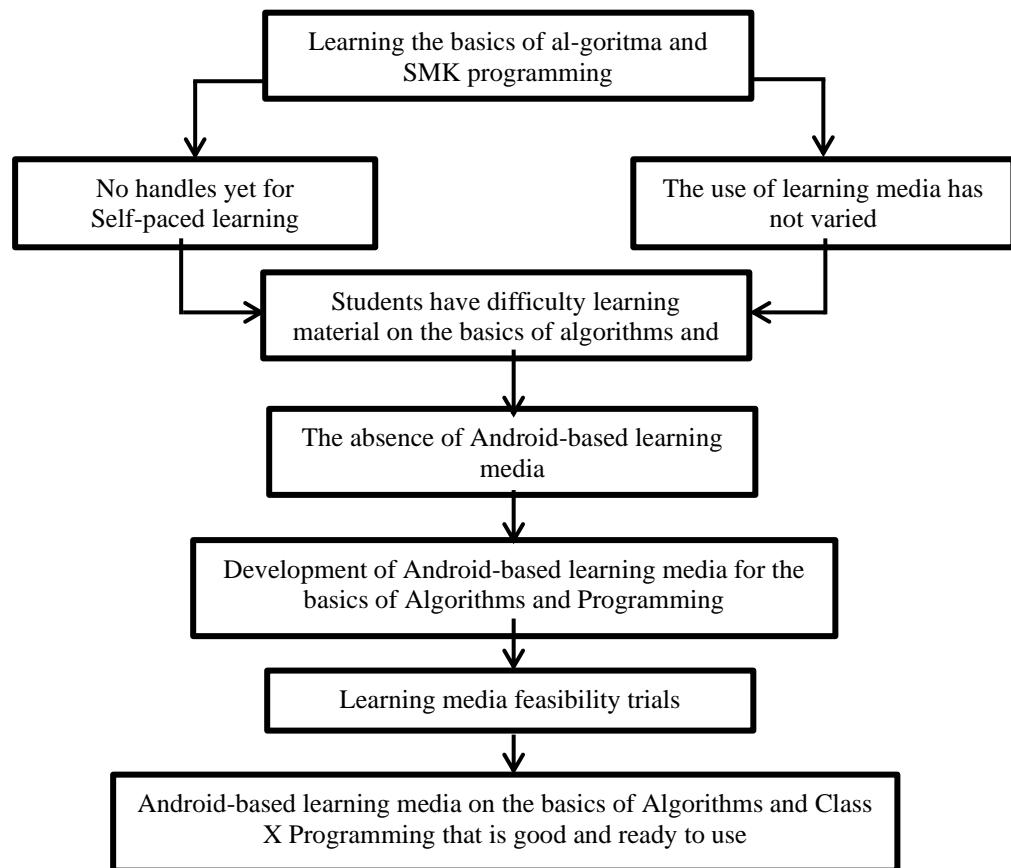 Learning the basics of al-goritma and
SMK programming
No handles yet for
Self-paced learning
The use of learning media has
not varied
Students have difficulty learning
material on the basics of algorithms and
The absence of Android-based learning
media
Development of Android-based learning media for the
basics of Algorithms and Programming
Learning media feasibility trials
Android-based learning media on the basics of Algorithms and Class
X Programming that is good and ready to use